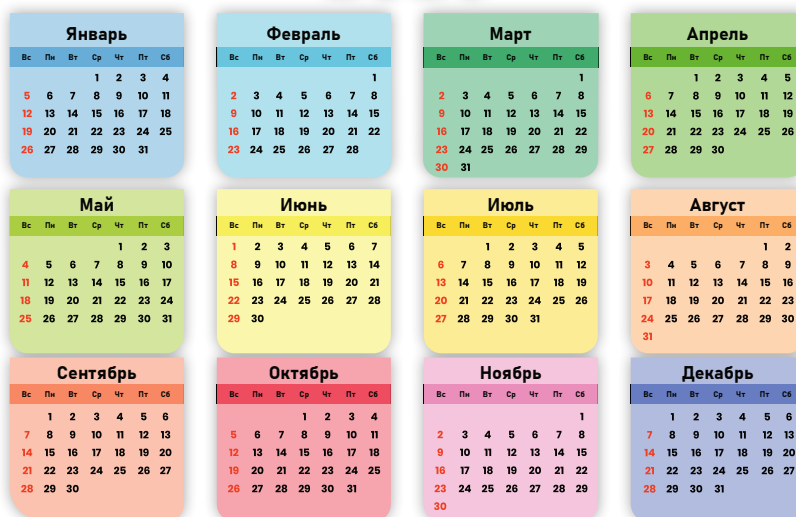 Январь
Вс Пн Вт Ср Чт Пт Сб
1 2 3 4
5 6 7 8 9 10 11
12 13 14 15 16 17 18
19 20 21 22 23 24 25
26 27 28 29 30 31
Февраль
Вс Пн Вт Ср Чт Пт Сб
1
2 3 4 5 6 7 8
9 10 11 12 13 14 15
16 17 18 19 20 21 22
23 24 25 26 27 28
Март
Вс Пн Вт Ср Чт Пт Сб
1
2 3 4 5 6 7 8
9 10 11 12 13 14 15
16 17 18 19 20 21 22
23 24 25 26 27 28 29
30 31
Апрель
Вс Пн Вт Ср Чт Пт Сб
1 2 3 4 5
6 7 8 9 10 11 12
13 14 15 16 17 18 19
20 21 22 23 24 25 26
27 28 29 30
Май
Вс Пн Вт Ср Чт Пт Сб
1 2 3
4 5 6 7 8 9 10
11 12 13 14 15 16 17
18 19 20 21 22 23 24
25 26 27 28 29 30 31
Июнь
Вс Пн Вт Ср Чт Пт Сб
1 2 3 4 5 6 7
8 9 10 11 12 13 14
15 16 17 18 19 20 21
22 23 24 25 26 27 28
29 30
Июль
Вс Пн Вт Ср Чт Пт Сб
1 2 3 4 5
6 7 8 9 10 11 12
13 14 15 16 17 18 19
20 21 22 23 24 25 26
27 28 29 30 31
Август
Вс Пн Вт Ср Чт Пт Сб
1 2
3 4 5 6 7 8 9
10 11 12 13 14 15 16
17 18 19 20 21 22 23
24 25 26 27 28 29 30
31
Сентябрь
Вс Пн Вт Ср Чт Пт Сб
1 2 3 4 5 6
7 8 9 10 11 12 13
14 15 16 17 18 19 20
21 22 23 24 25 26 27
28 29 30
Октябрь
Вс Пн Вт Ср Чт Пт Сб
1 2 3 4
5 6 7 8 9 10 11
12 13 14 15 16 17 18
19 20 21 22 23 24 25
26 27 28 29 30 31
Ноябрь
Вс Пн Вт Ср Чт Пт Сб
1
2 3 4 5 6 7 8
9 10 11 12 13 14 15
16 17 18 19 20 21 22
23 24 25 26 27 28 29
30
Декабрь
Вс Пн Вт Ср Чт Пт Сб
1 2 3 4 5 6
7 8 9 10 11 12 13
14 15 16 17 18 19 20
21 22 23 24 25 26 27
28 29 30 31